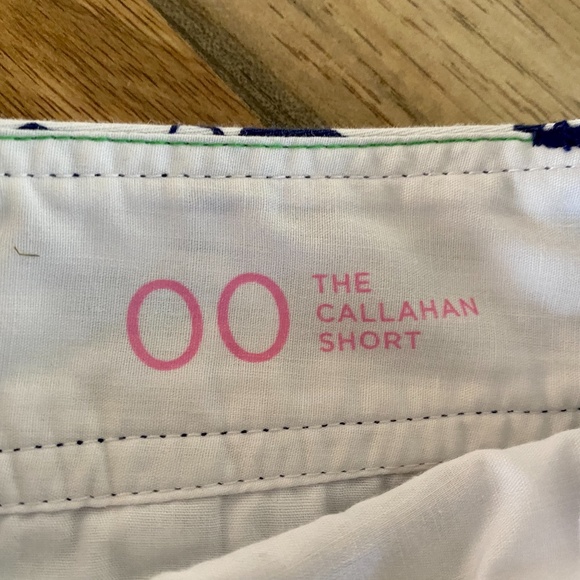 00
THE
CALLAHAN
SHORT